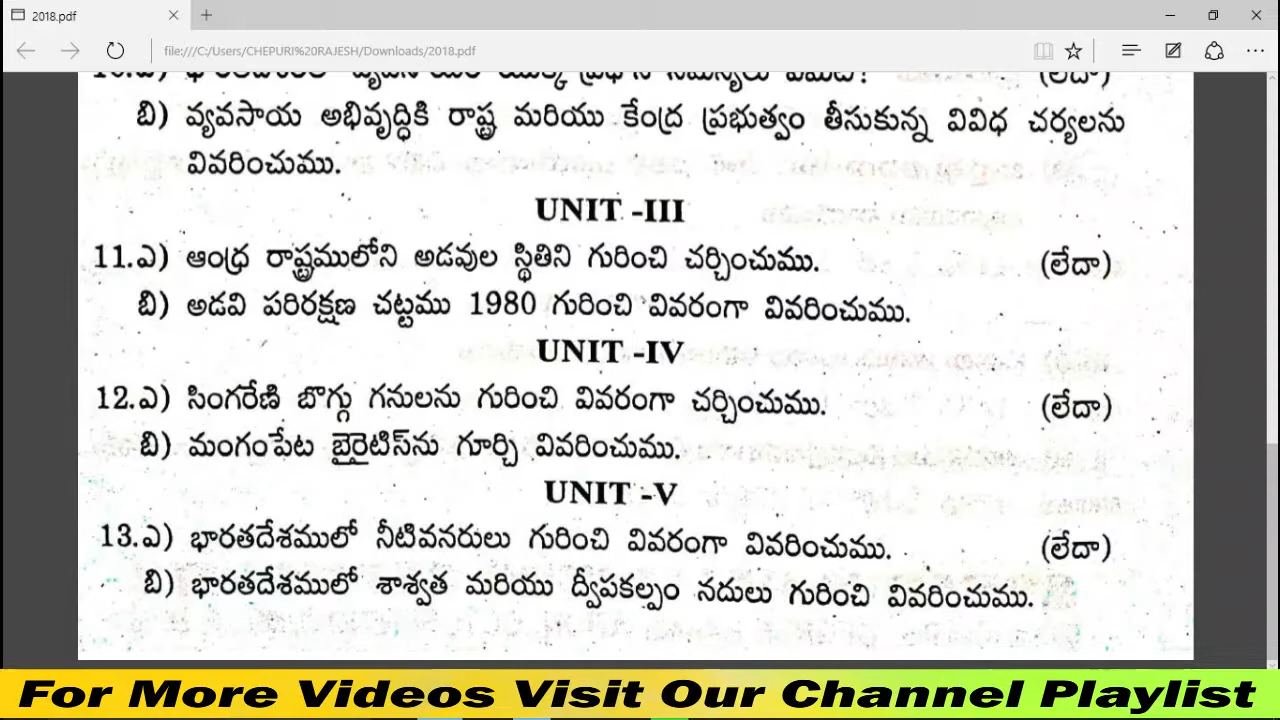 2018.pdf
file:///C:/Users/CHEPURI%20RAJESH/Downloads/2018.pdf
(లేదా)
బి) వ్యవసాయ అభివృద్ధికి రాష్ట్ర మరియు కేంద్ర ప్రభుత్వం తీసుకున్న వివిధ చర్యలను
వివరించుము.
UNIT -III
11.ఎ) ఆంధ్ర రాష్ట్రములోని అడవుల స్థితిని గురించి చర్చించుము. (లేదా)
బి) అడవి పరిరక్షణ చట్టము 1980 గురించి వివరంగా వివరించుము.
UNIT -IV
12.ఎ) సింగరేణి బొగ్గు గనులను గురించి వివరంగా చర్చించుము. (లేదా)
బి) మంగంపేట బైరైటిస్‌ను గూర్చి వివరించుము.
UNIT -V
13.ఎ) భారతదేశములో నీటివనరులు గురించి వివరంగా వివరించుము. (లేదా)
బి) భారతదేశములో శాశ్వత మరియు ద్వీపకల్పం నదులు గురించి వివరించుము.
For More Videos Visit Our Channel Playlist